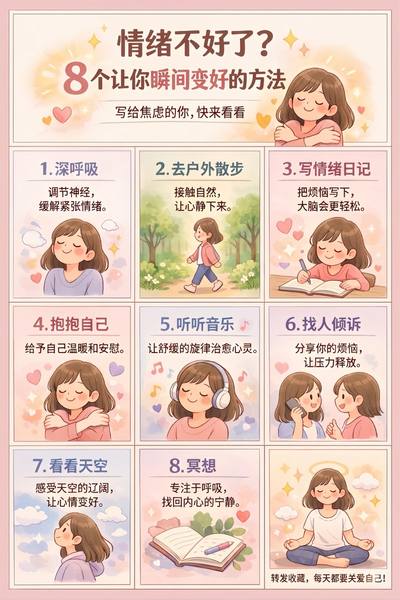 情绪不好了？
8个让你瞬间变好的方法
写给焦虑的你,快来看看
1.深呼吸
调节神经，
缓解紧张情绪。
2.去户外散步
接触自然，
让心静下来。
3.写情绪日记
把烦恼写下，
大脑会更轻松。
4.抱抱自己
给予自己温暖和安慰。
5.听听音乐
让舒缓的旋律治愈心灵。
6.找人倾诉
分享你的烦恼，
让压力释放。
7.看看天空
感受天空的辽阔，
让心情变好。
8.冥想
专注于呼吸，
找回内心的宁静。
转发收藏，每天都要关爱自己!